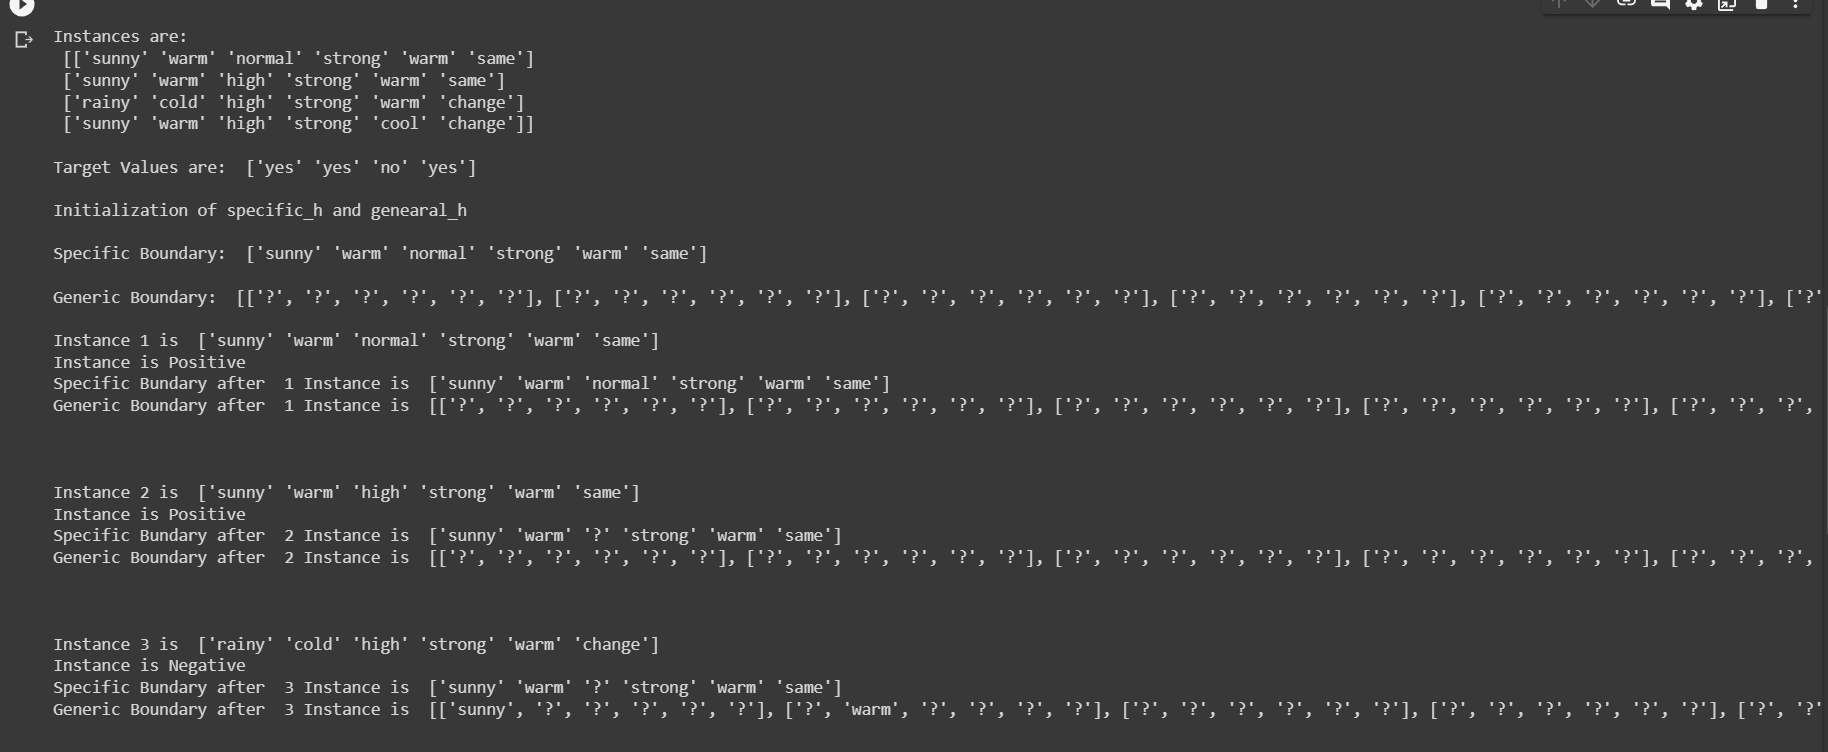 Instances are:
[['sunny' 'warm' 'normal' 'strong' 'warm' 'same']
['sunny' 'warm' 'high' 'strong' 'warm' 'same']
['rainy' 'cold' 'high' 'strong' 'warm' 'change']
['sunny' 'warm' 'high' 'strong' 'cool' 'change']]
Target Values are:  ['yes' 'yes' 'no' 'yes']
Initialization of specific_h and genearal_h
Specific Boundary:  ['sunny' 'warm' 'normal' 'strong' 'warm' 'same']
Generic Boundary:  [['?', '?', '?', '?', '?', '?'], ['?', '?', '?', '?', '?', '?'], ['?', '?', '?', '?', '?', '?'], ['?', '?', '?', '?', '?', '?'], ['?', '?', '?', '?', '?', '?'], ['?'
Instance 1 is  ['sunny' 'warm' 'normal' 'strong' 'warm' 'same']
Instance is Positive
Specific Bundary after  1 Instance is  ['sunny' 'warm' 'normal' 'strong' 'warm' 'same']
Generic Boundary after  1 Instance is  [['?', '?', '?', '?', '?', '?'], ['?', '?', '?', '?', '?', '?'], ['?', '?', '?', '?', '?', '?'], ['?', '?', '?', '?', '?', '?'], ['?', '?', '?',
Instance 2 is  ['sunny' 'warm' 'high' 'strong' 'warm' 'same']
Instance is Positive
Specific Bundary after  2 Instance is  ['sunny' 'warm' '?' 'strong' 'warm' 'same']
Generic Boundary after  2 Instance is  [['?', '?', '?', '?', '?', '?'], ['?', '?', '?', '?', '?', '?'], ['?', '?', '?', '?', '?', '?'], ['?', '?', '?', '?', '?', '?'], ['?', '?', '?',
Instance 3 is  ['rainy' 'cold' 'high' 'strong' 'warm' 'change']
Instance is Negative
Specific Bundary after  3 Instance is  ['sunny' 'warm' '?' 'strong' 'warm' 'same']
Generic Boundary after  3 Instance is  [['sunny', '?', '?', '?', '?', '?'], ['?', 'warm', '?', '?', '?', '?'], ['?', '?', '?', '?', '?', '?'], ['?', '?', '?', '?', '?', '?'], ['?', '?'